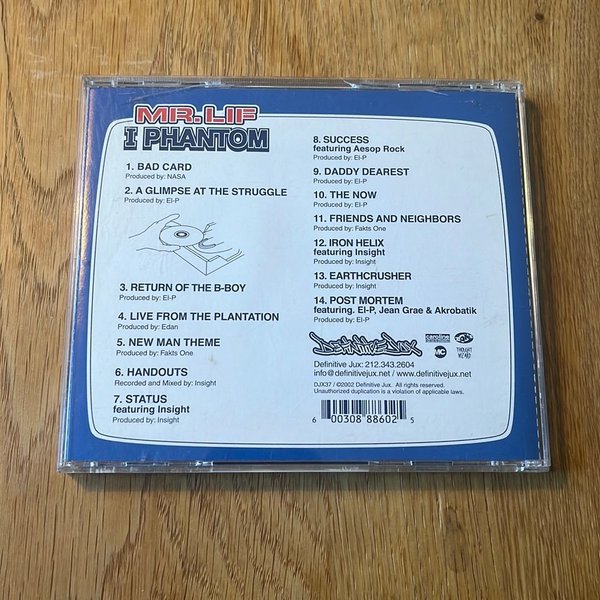 MR. LIF
I PHANTOM
1. BAD CARD
Produced by: NASA
2. A GLIMPSE AT THE STRUGGLE
Produced by: El-P
3. RETURN OF THE B-BOY
Produced by: El-P
4. LIVE FROM THE PLANTATION
Produced by: Edan
5. NEW MAN THEME
Produced by: Fakts One
6. HANDOUTS
Recorded and Mixed by: Insight
7. STATUS
featuring Insight
Produced by: Insight
8. SUCCESS
featuring Aesop Rock
Produced by: El-P
9. DADDY DEAREST
Produced by: El-P
10. THE NOW
Produced by: El-P
11. FRIENDS AND NEIGHBORS
Produced by: Fakts One
12. IRON HELIX
featuring Insight
Produced by: Insight
13. EARTHCRUSHER
Produced by: Insight
14. POST MORTEM
featuring. El-P, Jean Grae & Akrobatik
Produced by: El-P
DEFINITIVE JUX
MC
THOUGHT
WIZARD
Definitive Jux: 212.343.2604
info@definitivejux.net / www.definitivejux.net
DJX37 / ©2002 Definitive Jux. All rights reserved.
Unauthorized duplication is a violation of applicable laws.
6 00308 88602 5